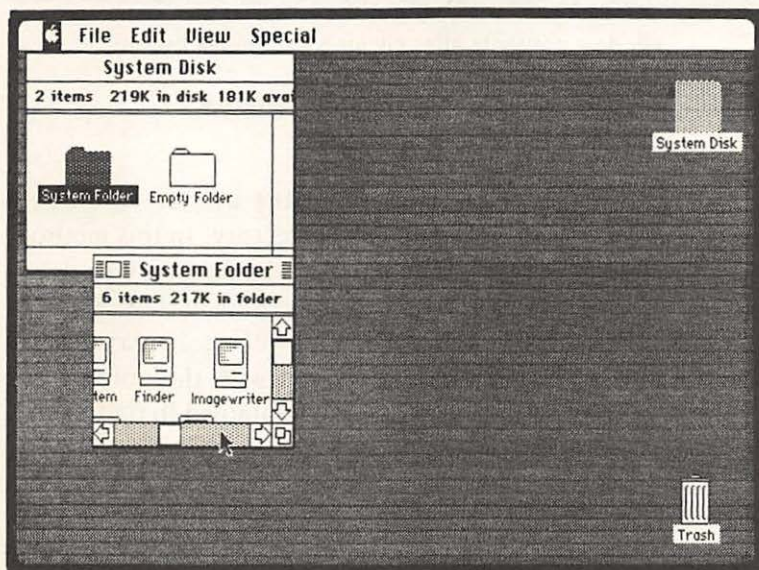 File Edit View Special
System Disk
2 items 219K in disk 181K avai
System Disk
System Folder Empty Folder
System Folder
6 items 217K in folder
tem Finder Imagewriter
Trash